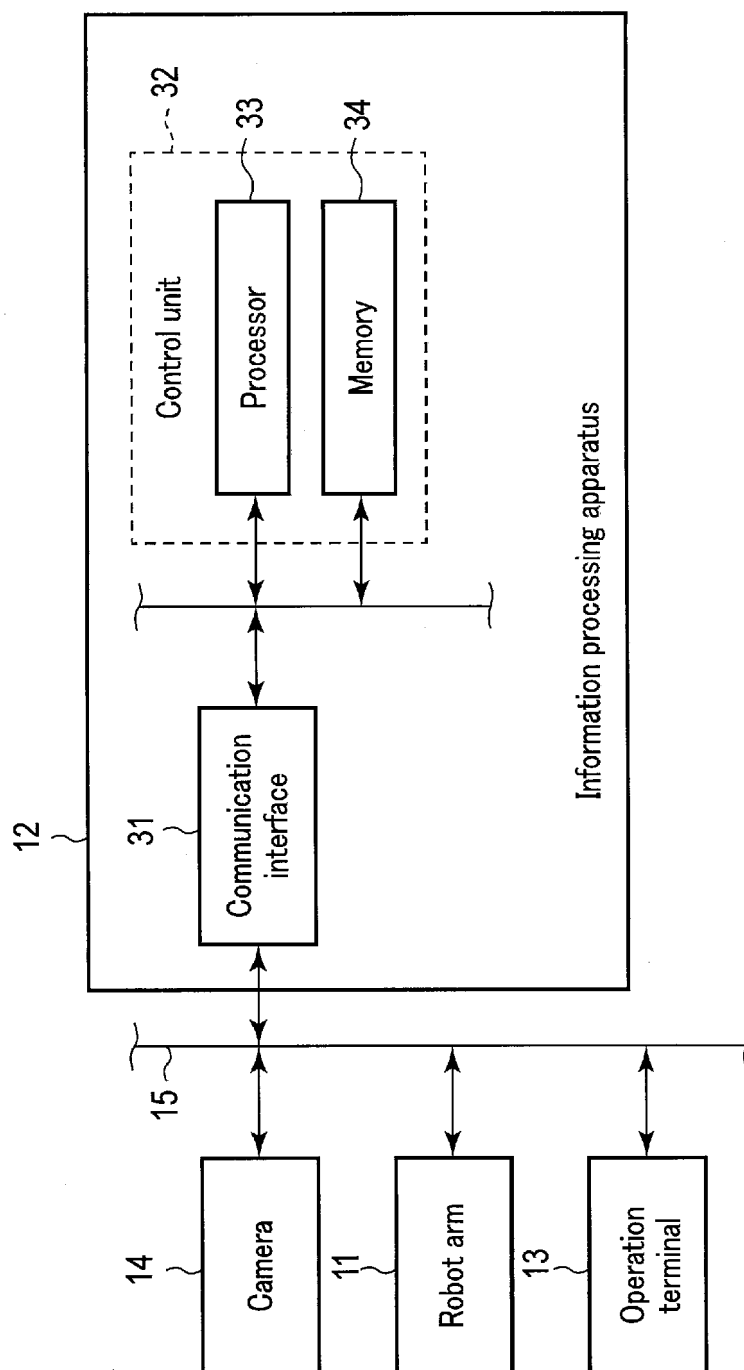 14
Camera
11
Robot arm
13
Operation
terminal
15
12
31
Communication
interface
32
Control unit
33
Processor
34
Memory
Information processing apparatus